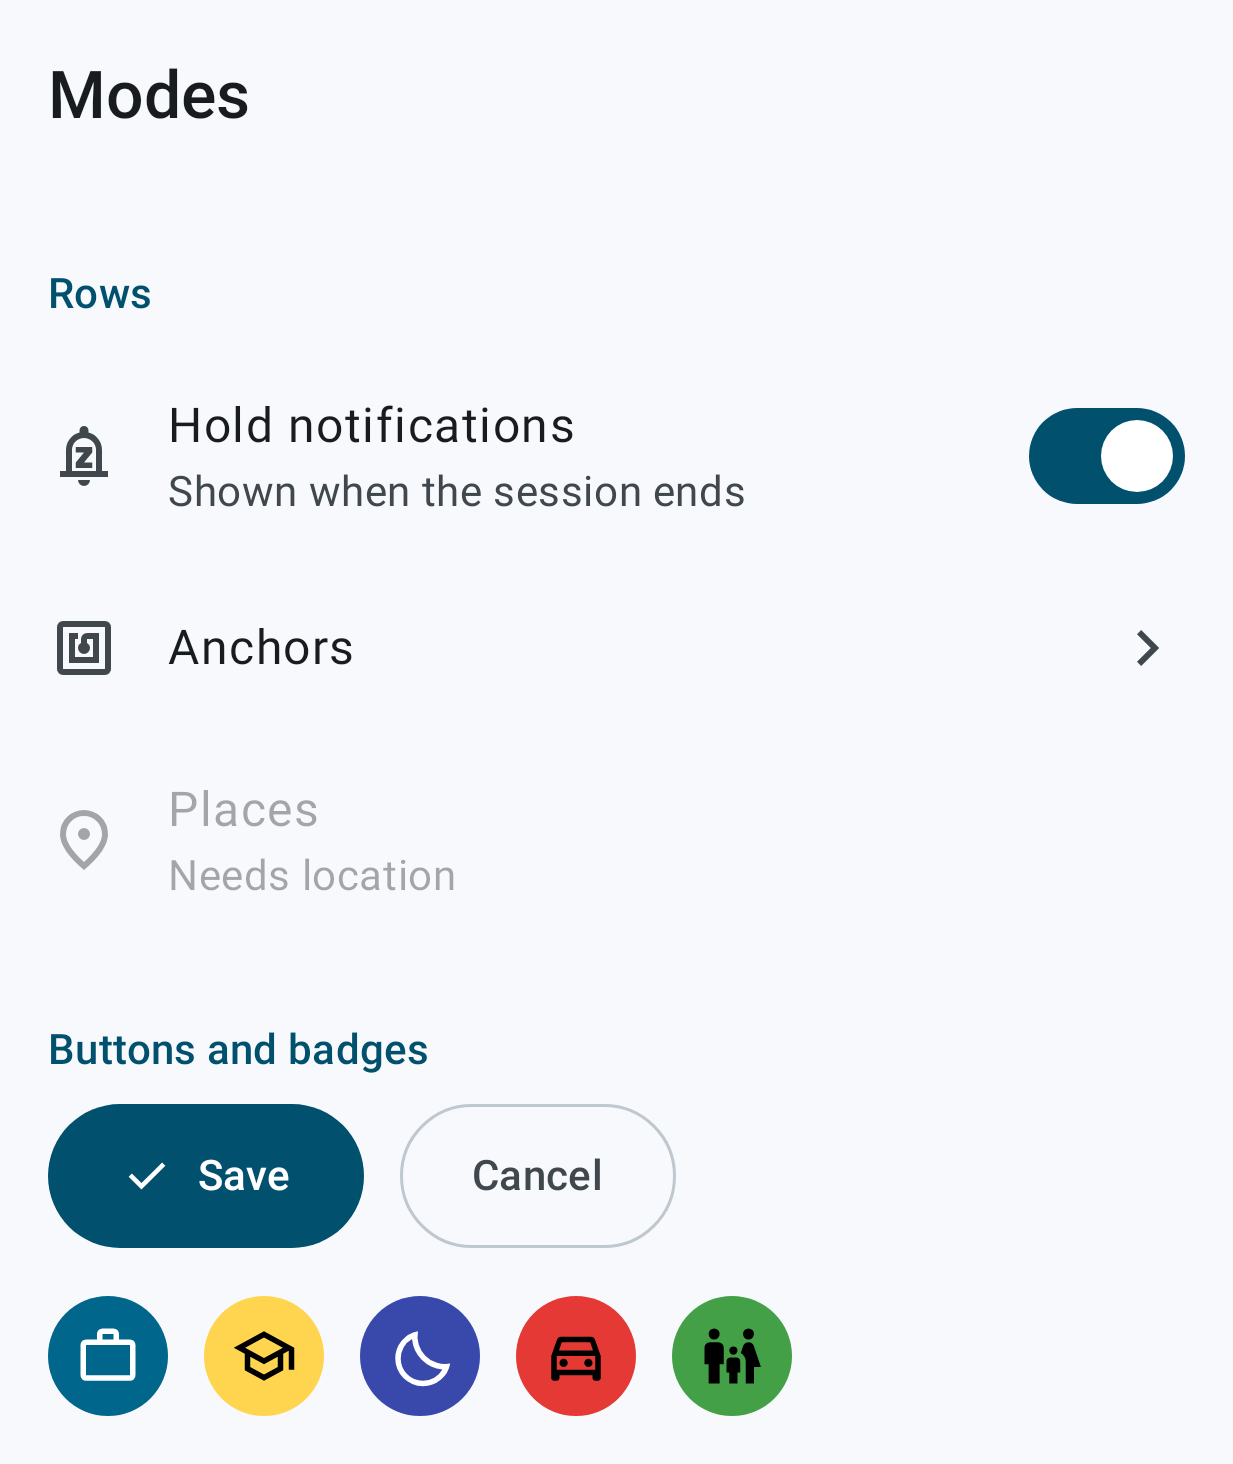 Modes
Rows
Hold notifications
Shown when the session ends
Anchors
Places
Needs location
Buttons and badges
Save
Cancel